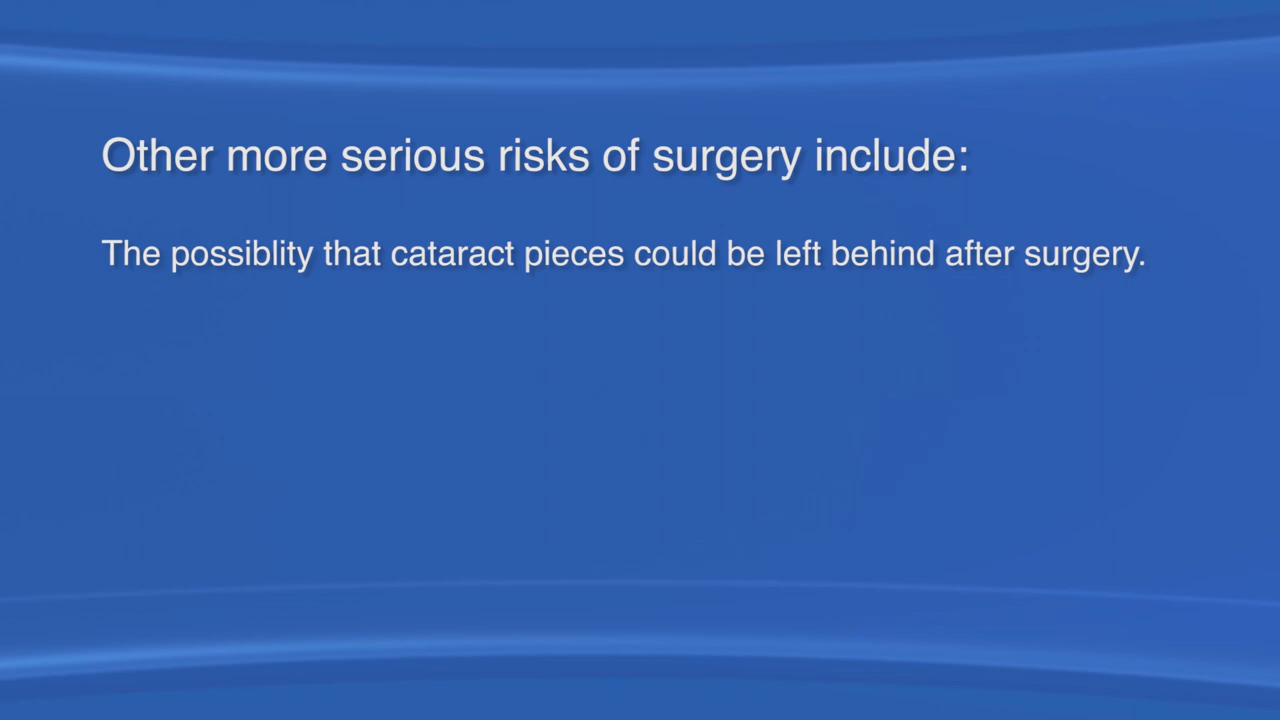 Other more serious risks of surgery include:
The possiblity that cataract pieces could be left behind after surgery.